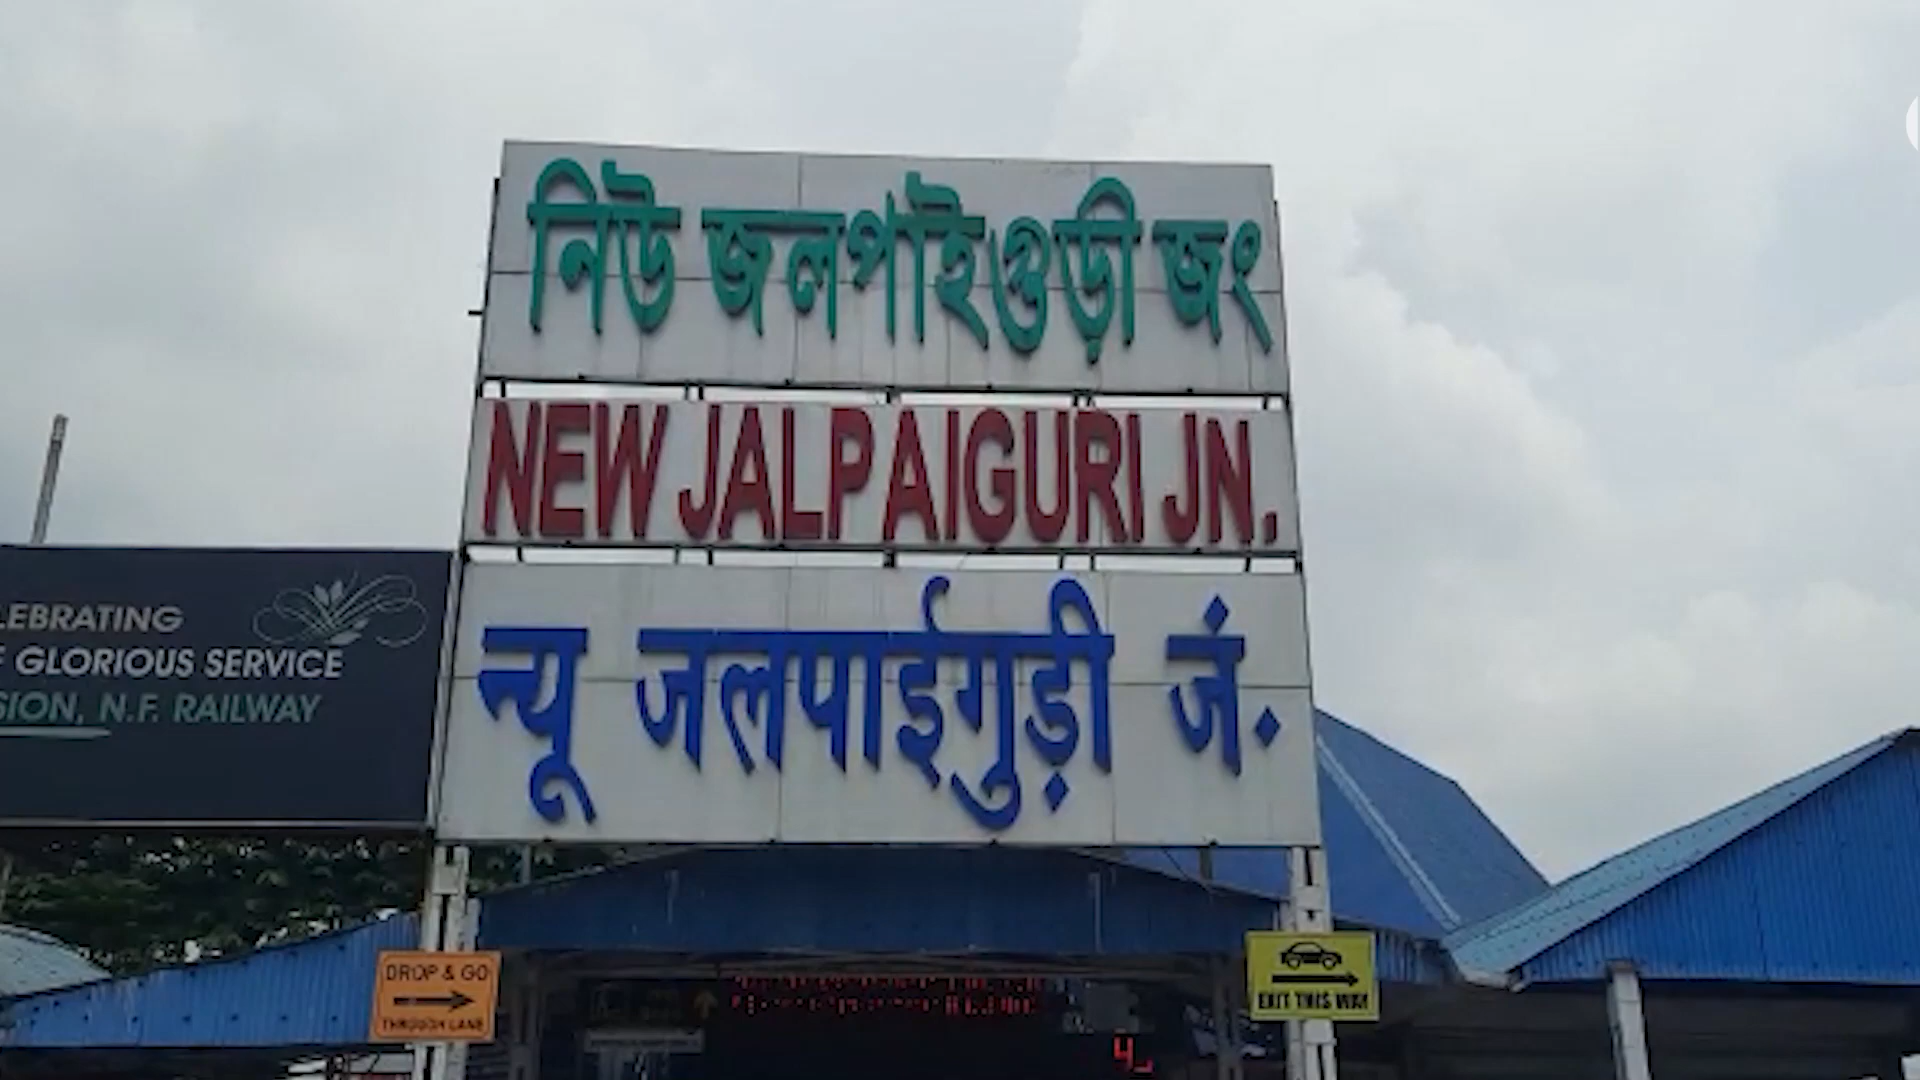 নিউ জলপাইগুড়ী জং
NEW JALPAIGURI JN.
न्यू जलपाईगुड़ी जं.
LEBRATING
GLORIOUS SERVICE
SION, N.F. RAILWAY
DROP & GO
THROUGH LANE
EXIT THIS WAY